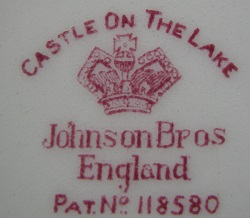 CASTLE ON THE LAKE
Johnson Bros
England
PAT. No 118580